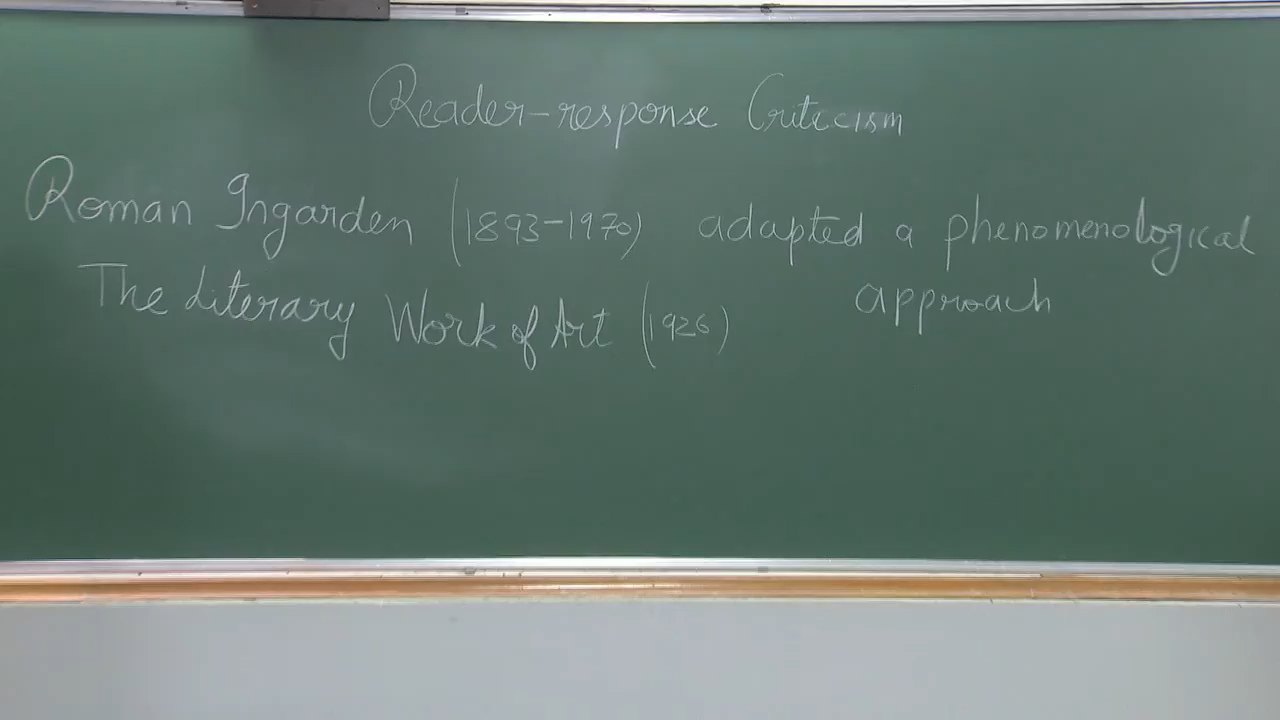 Reader-response Criticism
Roman Ingarden (1893-1970) adapted a phenomenological
approach
The Literary Work of Art (1926)